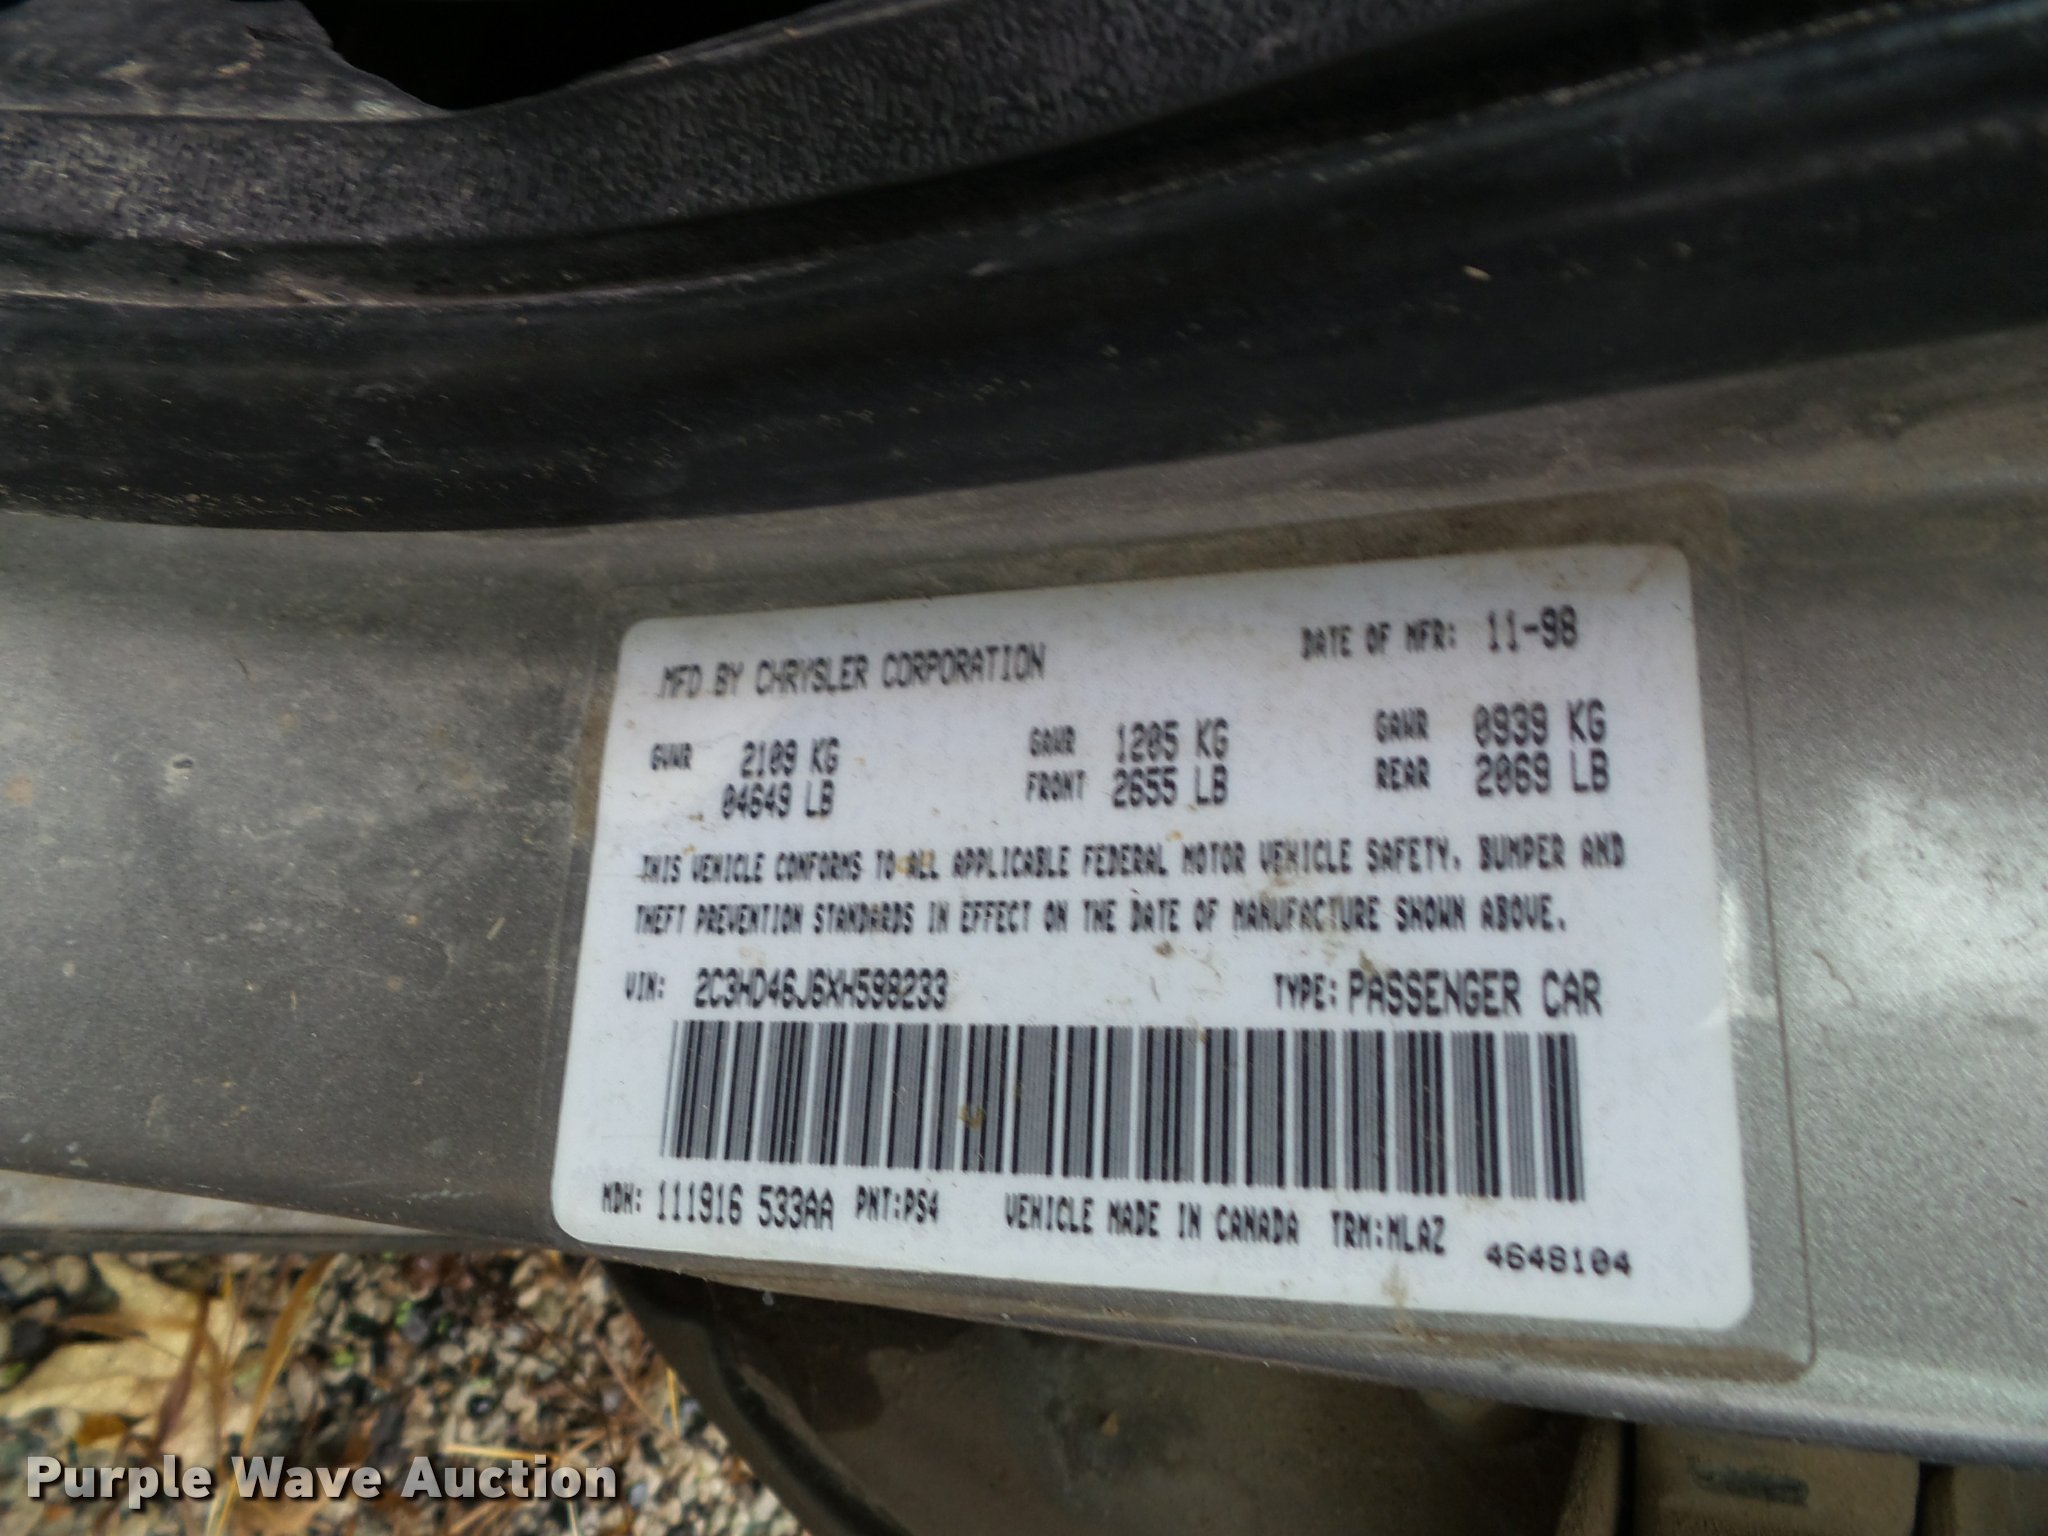 MFD BY CHRYSLER CORPORATION DATE OF MFR: 11-98
GVWR 2109 KG GAWR 1205 KG GAWR 0939 KG
04649 LB FRONT 2655 LB REAR 2069 LB
THIS VEHICLE CONFORMS TO ALL APPLICABLE FEDERAL MOTOR VEHICLE SAFETY, BUMPER AND
THEFT PREVENTION STANDARDS IN EFFECT ON THE DATE OF MANUFACTURE SHOWN ABOVE.
VIN: 2C3HD46J6XH598233 TYPE: PASSENGER CAR
MDH: 111916 533AA PNT:PS4 VEHICLE MADE IN CANADA TRM:MLAZ 4648104
Purple Wave Auction